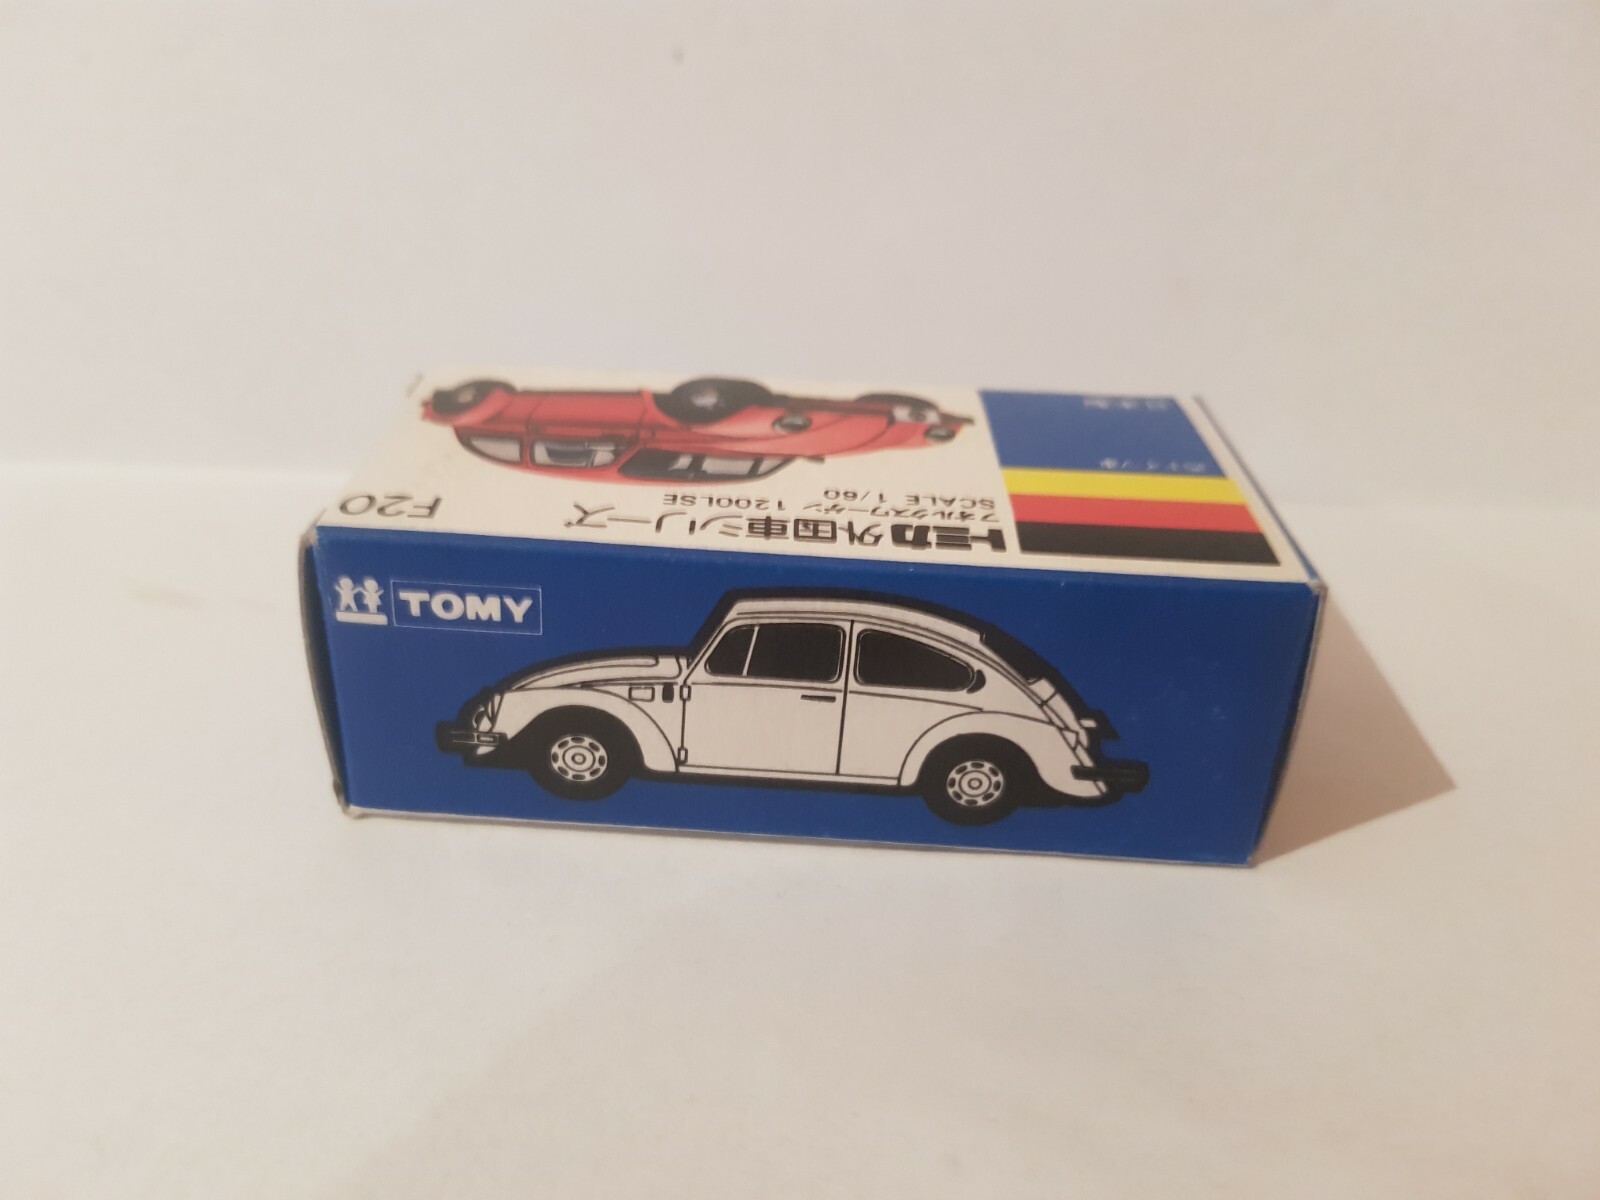 TOMY
トミカ外国車シリーズ
フォルクスワーゲン 1200LSE
SCALE 1/60
F20